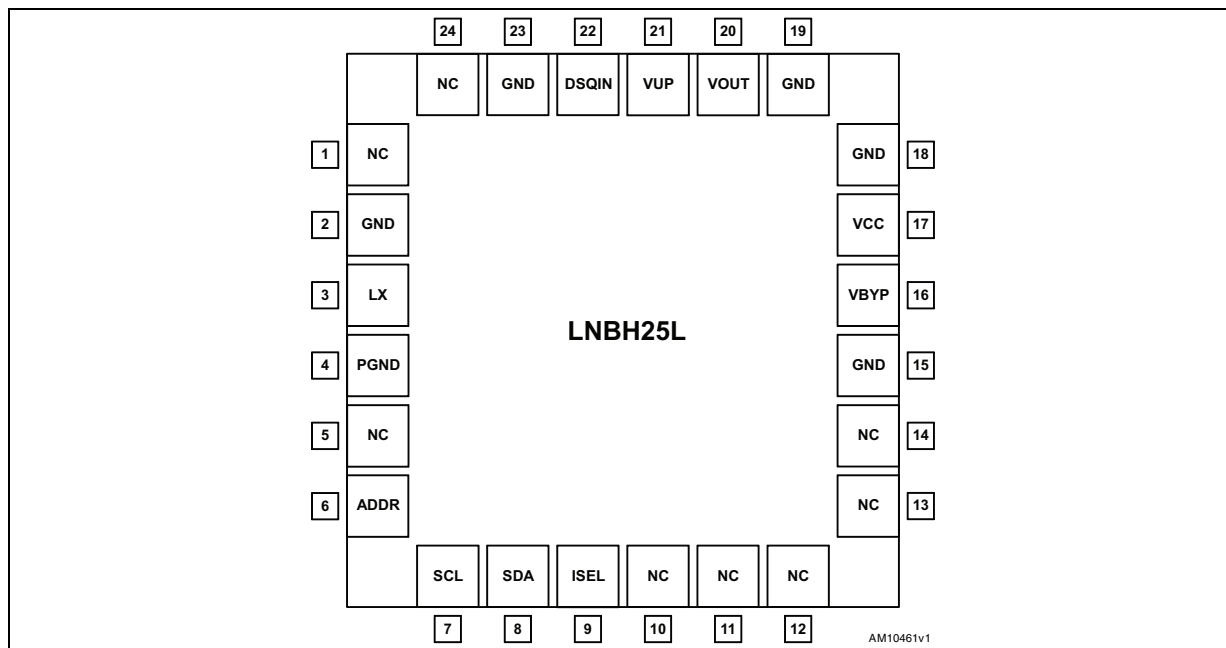 24 23 22 21 20 19
NC GND DSQIN VUP VOUT GND
1 NC GND 18
2 GND VCC 17
3 LX VBYP 16
LNBH25L
4 PGND GND 15
5 NC NC 14
6 ADDR NC 13
SCL SDA ISEL NC NC NC
7 8 9 10 11 12
AM10461v1